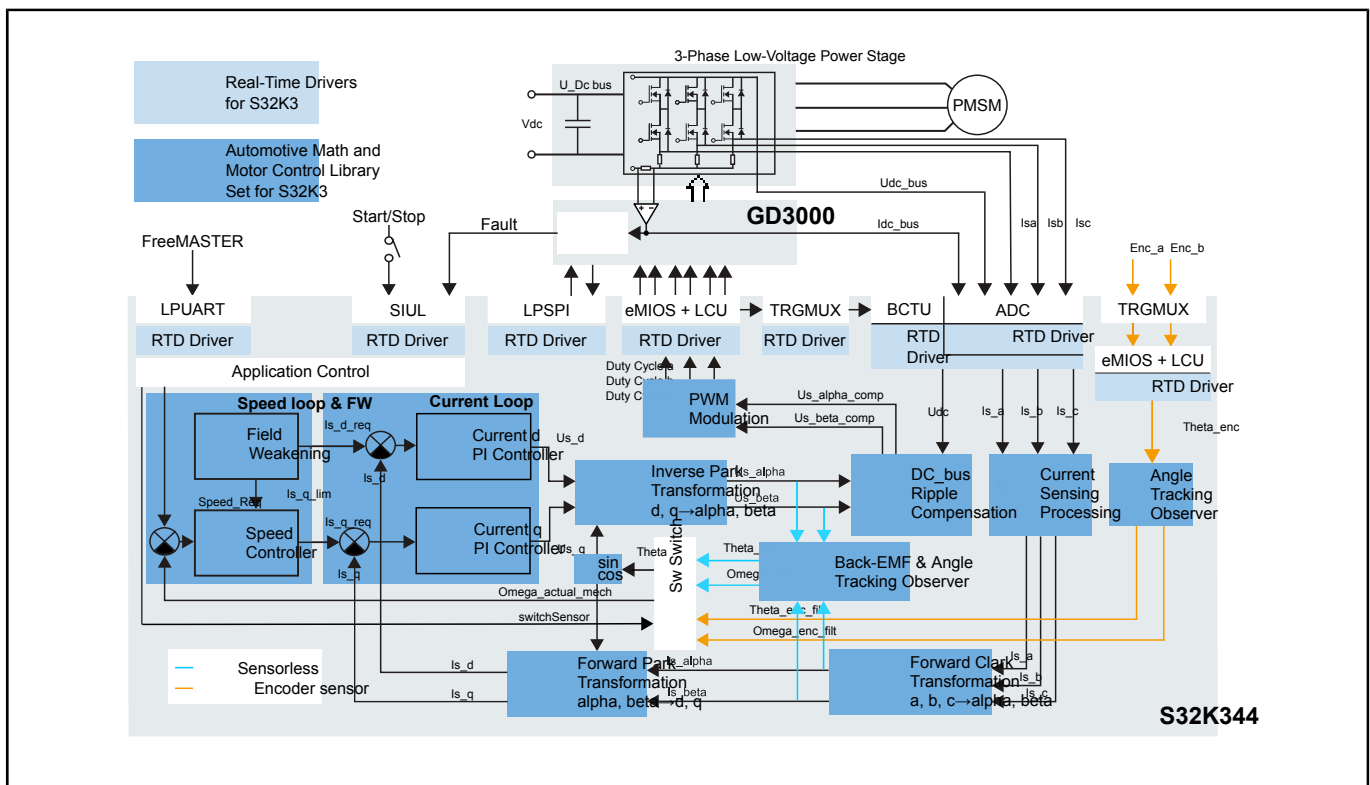 3-Phase Low-Voltage Power Stage
Real-Time Drivers
for S32K3
U_Dc bus
PMSM
Vdc
Automotive Math and
Motor Control Library
Set for S32K3
Udc_bus
GD3000
Start/Stop
Fault
Idc_bus
Isa
Isb
Isc
FreeMASTER
Enc_a
Enc_b
LPUART
SIUL
LPSPI
eMIOS + LCU
TRGMUX
BCTU
ADC
TRGMUX
RTD Driver
RTD Driver
RTD Driver
RTD Driver
RTD Driver
RTD
Driver
RTD Driver
eMIOS + LCU
RTD Driver
Application Control
Duty Cycle
Duty Cycle
Duty C
PWM
Modulation
Us_alpha_comp
Us_beta_comp
Udc
Is_a
Is_b
Is_c
Theta_enc
Speed loop & FW
Current Loop
Field
Weakening
Is_d_req
Current d
PI Controller
Us_d
Is_d
Inverse Park
Transformation
d, q→alpha, beta
Us_alpha
Us_beta
DC_bus
Ripple
Compensation
Current
Sensing
Processing
Angle
Tracking
Observer
Speed_Req
Is_q_lim
Is_q_req
Speed
Controller
Current q
PI Controller
Us_q
Is_q
sin
cos
Theta
Sw Switch
Theta_
Omeg
Back-EMF & Angle
Tracking Observer
Omega_actual_mech
switchSensor
Theta_enc_filt
Omega_enc_filt
Sensorless
Encoder sensor
Is_d
Is_q
Forward Park
Transformation
alpha, beta→d, q
Is_alpha
Is_beta
Forward Clark
Transformation
a, b, c→alpha, beta
Is_a
Is_b
Is_c
S32K344